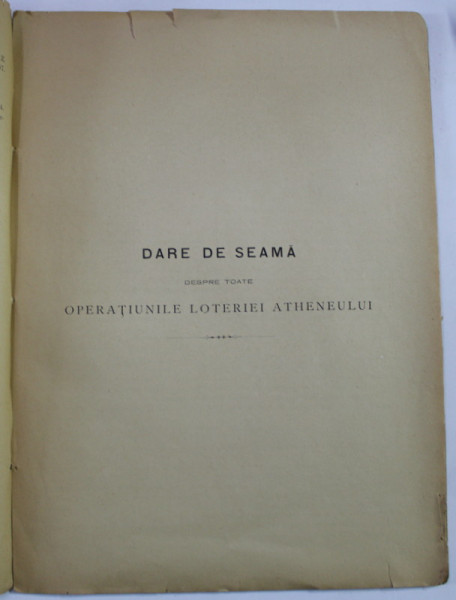 DARE DE SEAMĂ
DESPRE TOATE
OPERAȚIUNILE LOTERIEI ATHENEULUI